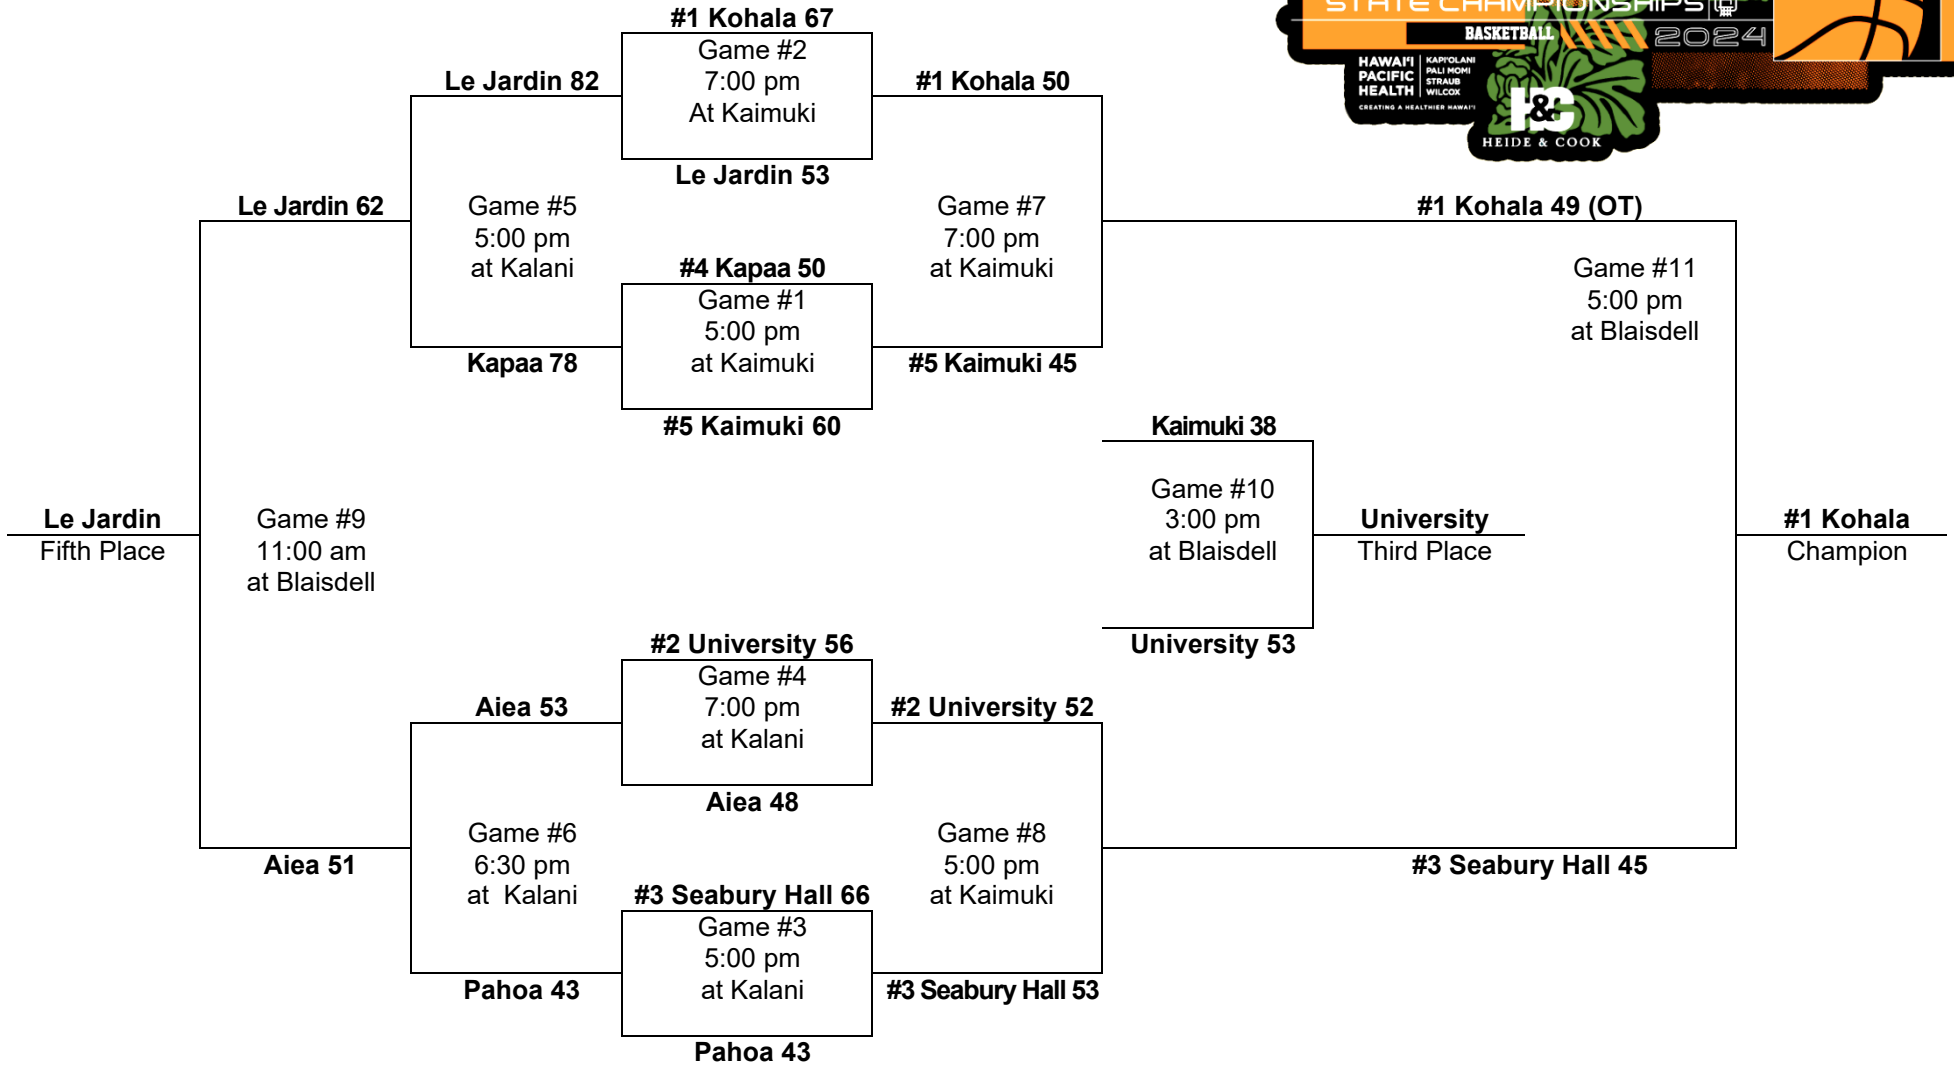 #1 Kohala 67
STATE CHAMPIONSHIPS
BASKETBALL
2024
Game #2
7:00 pm
At Kaimuki
Le Jardin 82
#1 Kohala 50
HAWAI'I
PACIFIC
HEALTH
KAPI'OLANI
PALI MOMI
STRAUB
WILCOX
CREATING A HEALTHIER HAWAI'I
H&C
HEIDE & COOK
Le Jardin 53
Le Jardin 62
Game #5
5:00 pm
at Kalani
Game #7
7:00 pm
at Kaimuki
#1 Kohala 49 (OT)
#4 Kapaa 50
Game #1
5:00 pm
at Kaimuki
Game #11
5:00 pm
at Blaisdell
Kapaa 78
#5 Kaimuki 45
#5 Kaimuki 60
Kaimuki 38
Game #10
3:00 pm
at Blaisdell
Le Jardin
Fifth Place
Game #9
11:00 am
at Blaisdell
University
Third Place
#1 Kohala
Champion
University 53
#2 University 56
Game #4
7:00 pm
at Kalani
Aiea 53
#2 University 52
Aiea 48
Game #6
6:30 pm
at  Kalani
Game #8
5:00 pm
at Kaimuki
Aiea 51
#3 Seabury Hall 45
#3 Seabury Hall 66
Game #3
5:00 pm
at Kalani
Pahoa 43
#3 Seabury Hall 53
Pahoa 43